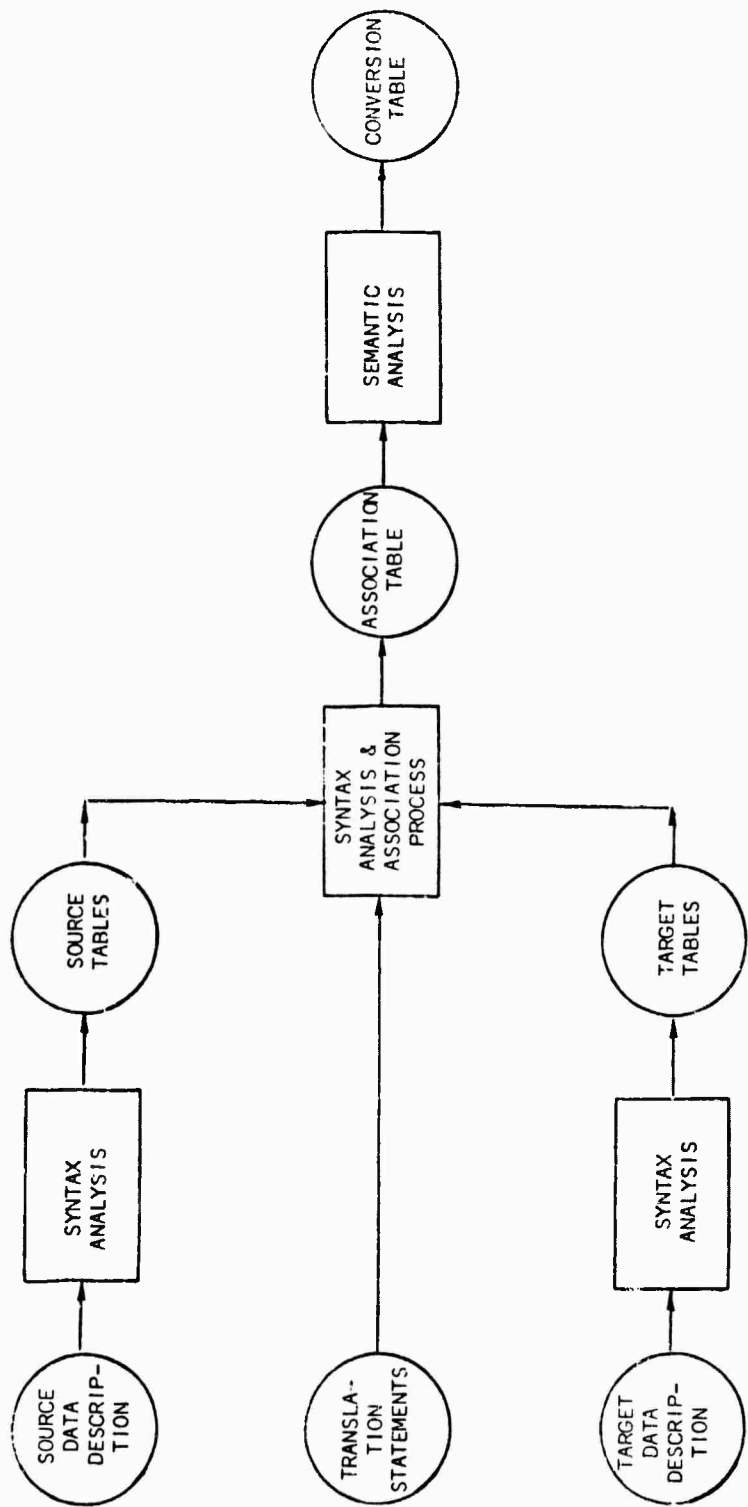 SOURCE
DATA
DESCRIP-
TION
SYNTAX
ANALYSIS
SOURCE
TABLES
TRANSLA-
TION
STATEMENTS
SYNTAX
ANALYSIS &
ASSOCIATION
PROCESS
ASSOCIATION
TABLE
SEMANTIC
ANALYSIS
CONVERSION
TABLE
TARGET
DATA
DESCRIP-
TION
SYNTAX
ANALYSIS
TARGET
TABLES